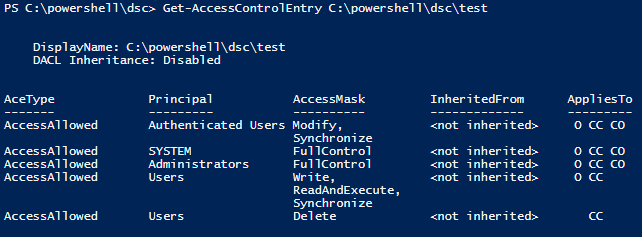 PS C:\powershell\dsc> Get-AccessControlEntry C:\powershell\dsc\test
DisplayName: C:\powershell\dsc\test
DACL Inheritance: Disabled
AceType Principal AccessMask InheritedFrom AppliesTo
------- --------- ---------- ------------- ---------
AccessAllowed Authenticated Users Modify, <not inherited> O CC CO
Synchronize
AccessAllowed SYSTEM FullControl <not inherited> O CC CO
AccessAllowed Administrators FullControl <not inherited> O CC CO
AccessAllowed Users Write, <not inherited> O CC
ReadAndExecute,
Synchronize
AccessAllowed Users Delete <not inherited> CC